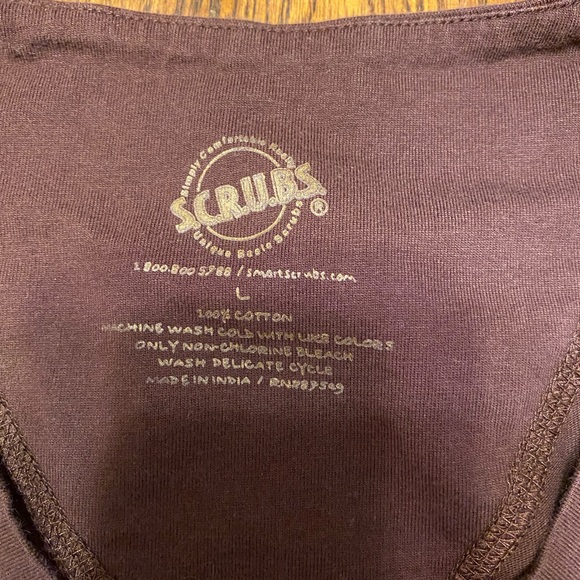 Simply Comfortable Really
S.C.R.U.B.S.®
Unique Basic Scrubs
1 800.800 5788 / smartscrubs.com
L
100% COTTON
MACHINE WASH COLD WITH LIKE COLORS
ONLY NON-CHLORINE BLEACH
WASH DELICATE CYCLE
MADE IN INDIA /